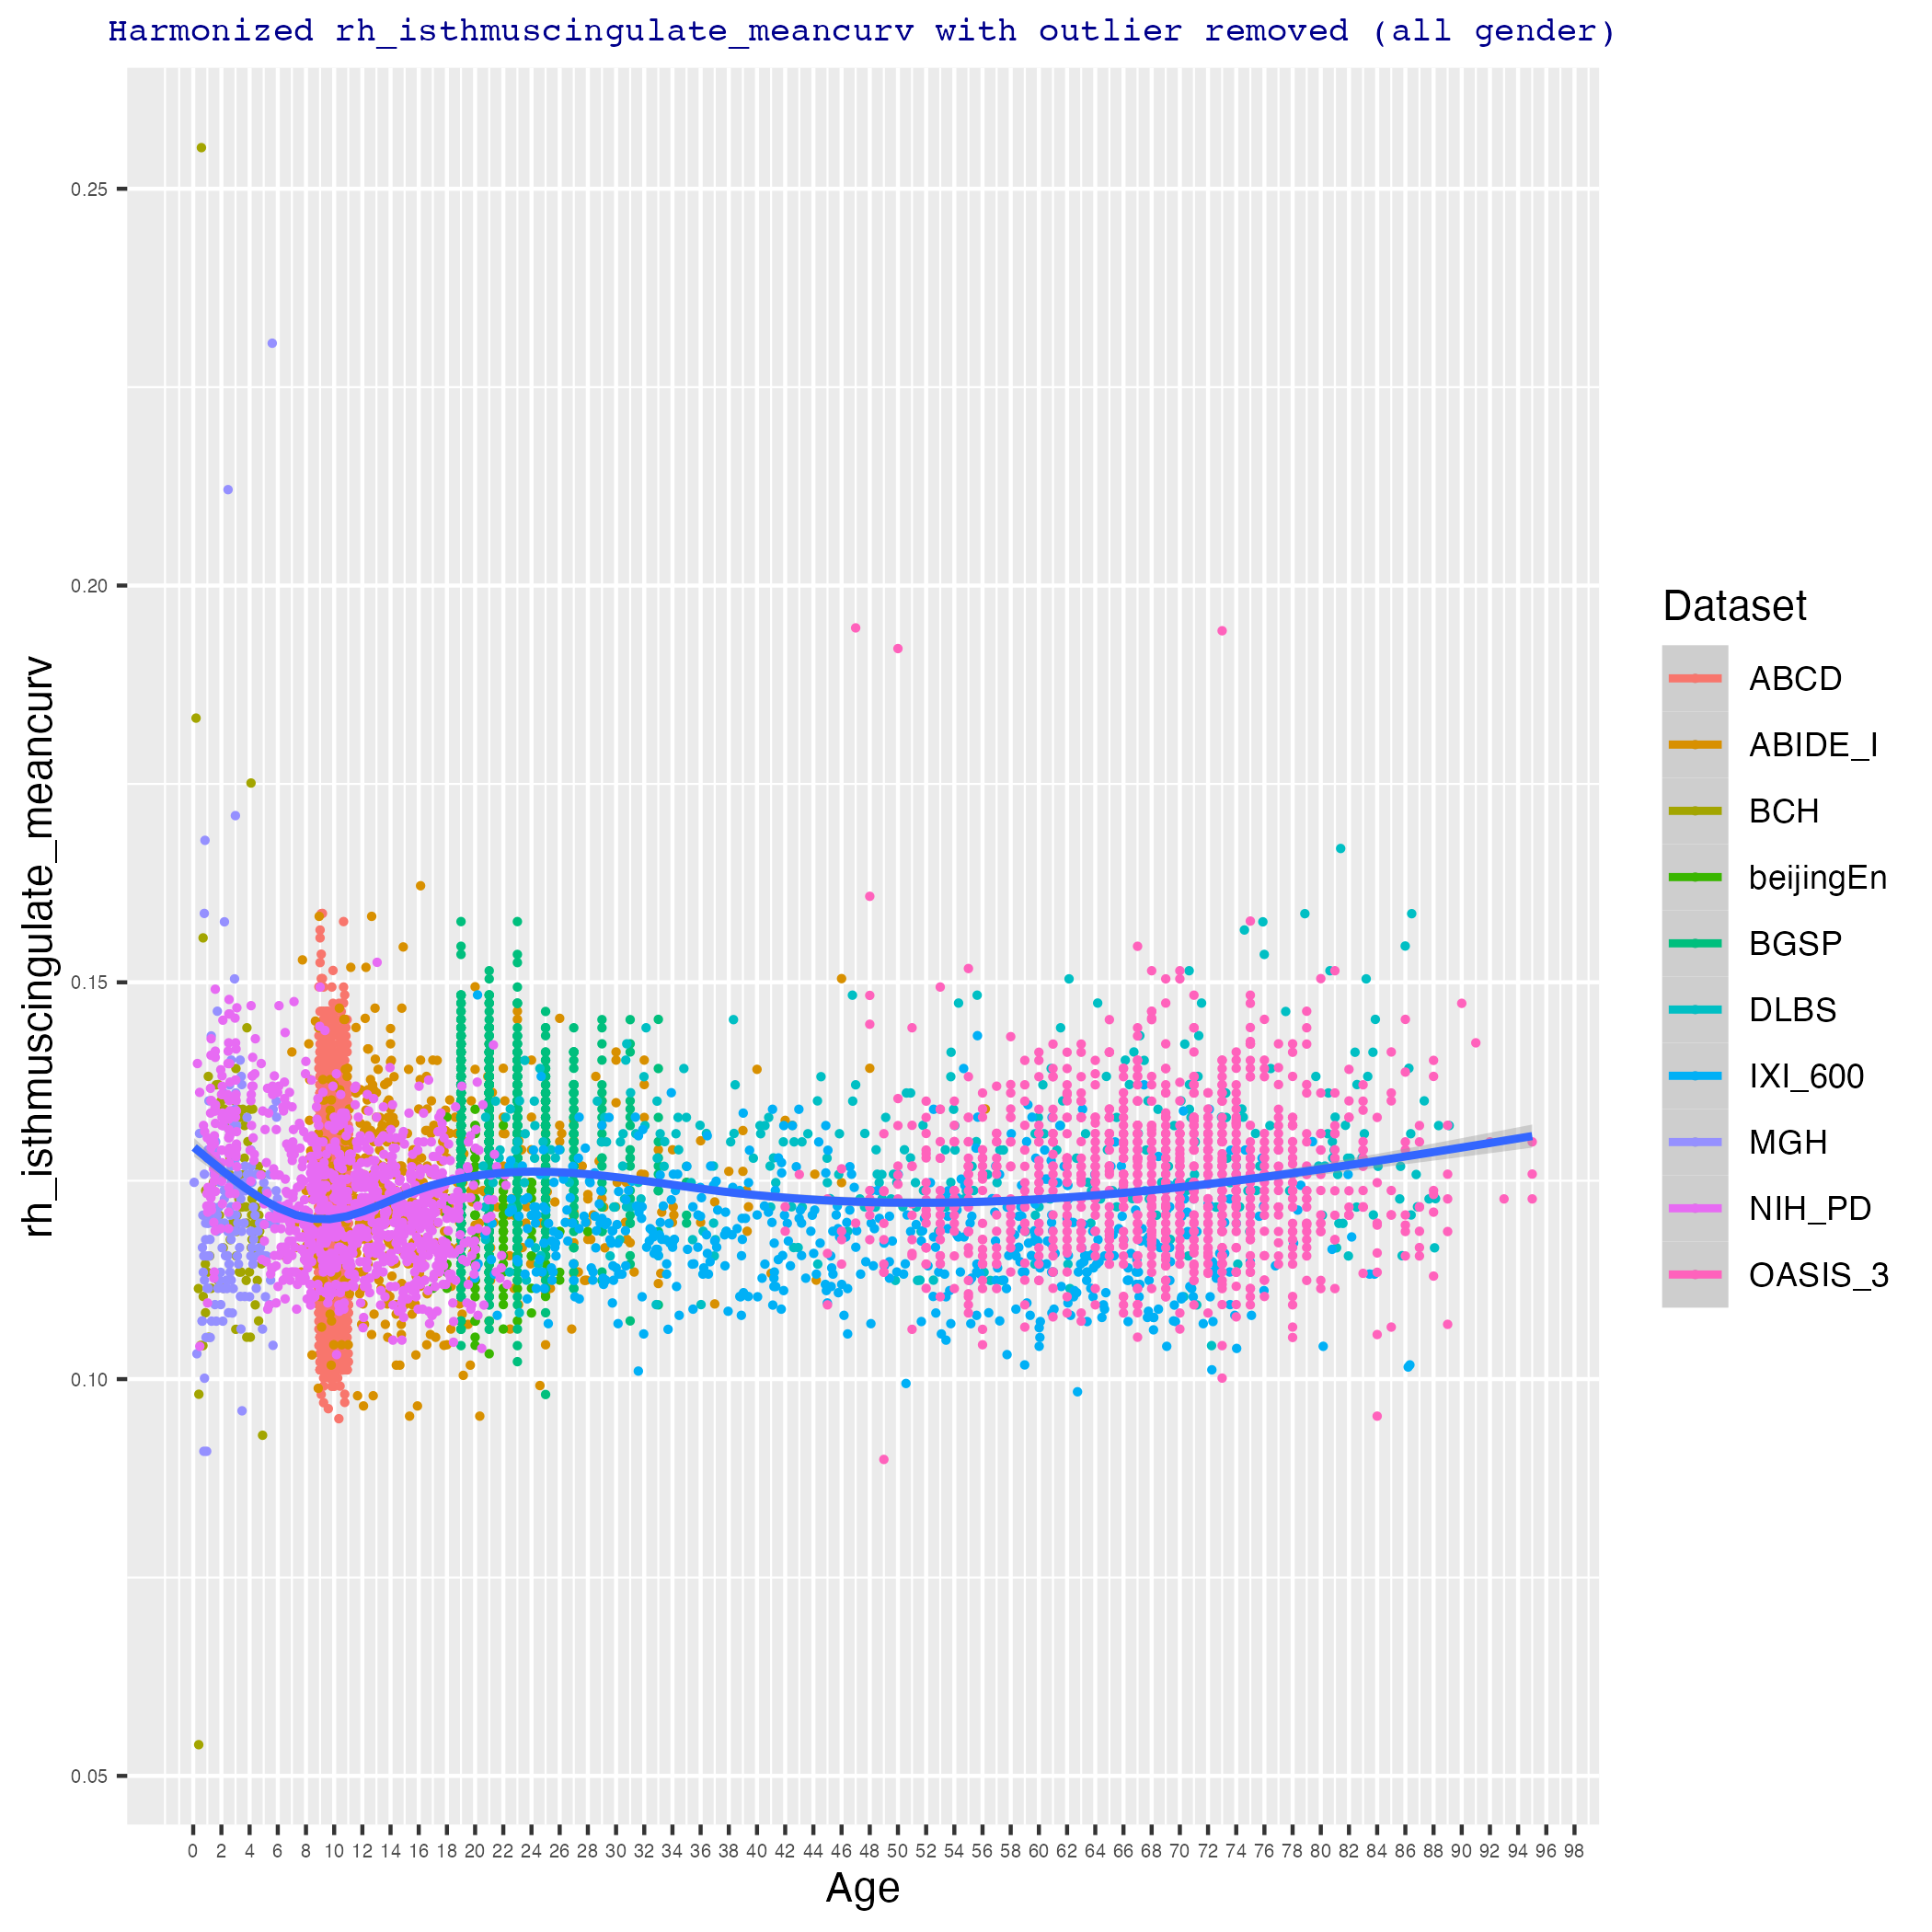 Harmonized rh_isthmuscingulate_meancurv with outlier removed (all gender)
rh_isthmuscingulate_meancurv
0.25
0.20
0.15
0.10
0.05
0 2 4 6 8 10 12 14 16 18 20 22 24 26 28 30 32 34 36 38 40 42 44 46 48 50 52 54 56 58 60 62 64 66 68 70 72 74 76 78 80 82 84 86 88 90 92 94 96 98
Age
Dataset
ABCD
ABIDE_I
BCH
beijingEn
BGSP
DLBS
IXI_600
MGH
NIH_PD
OASIS_3